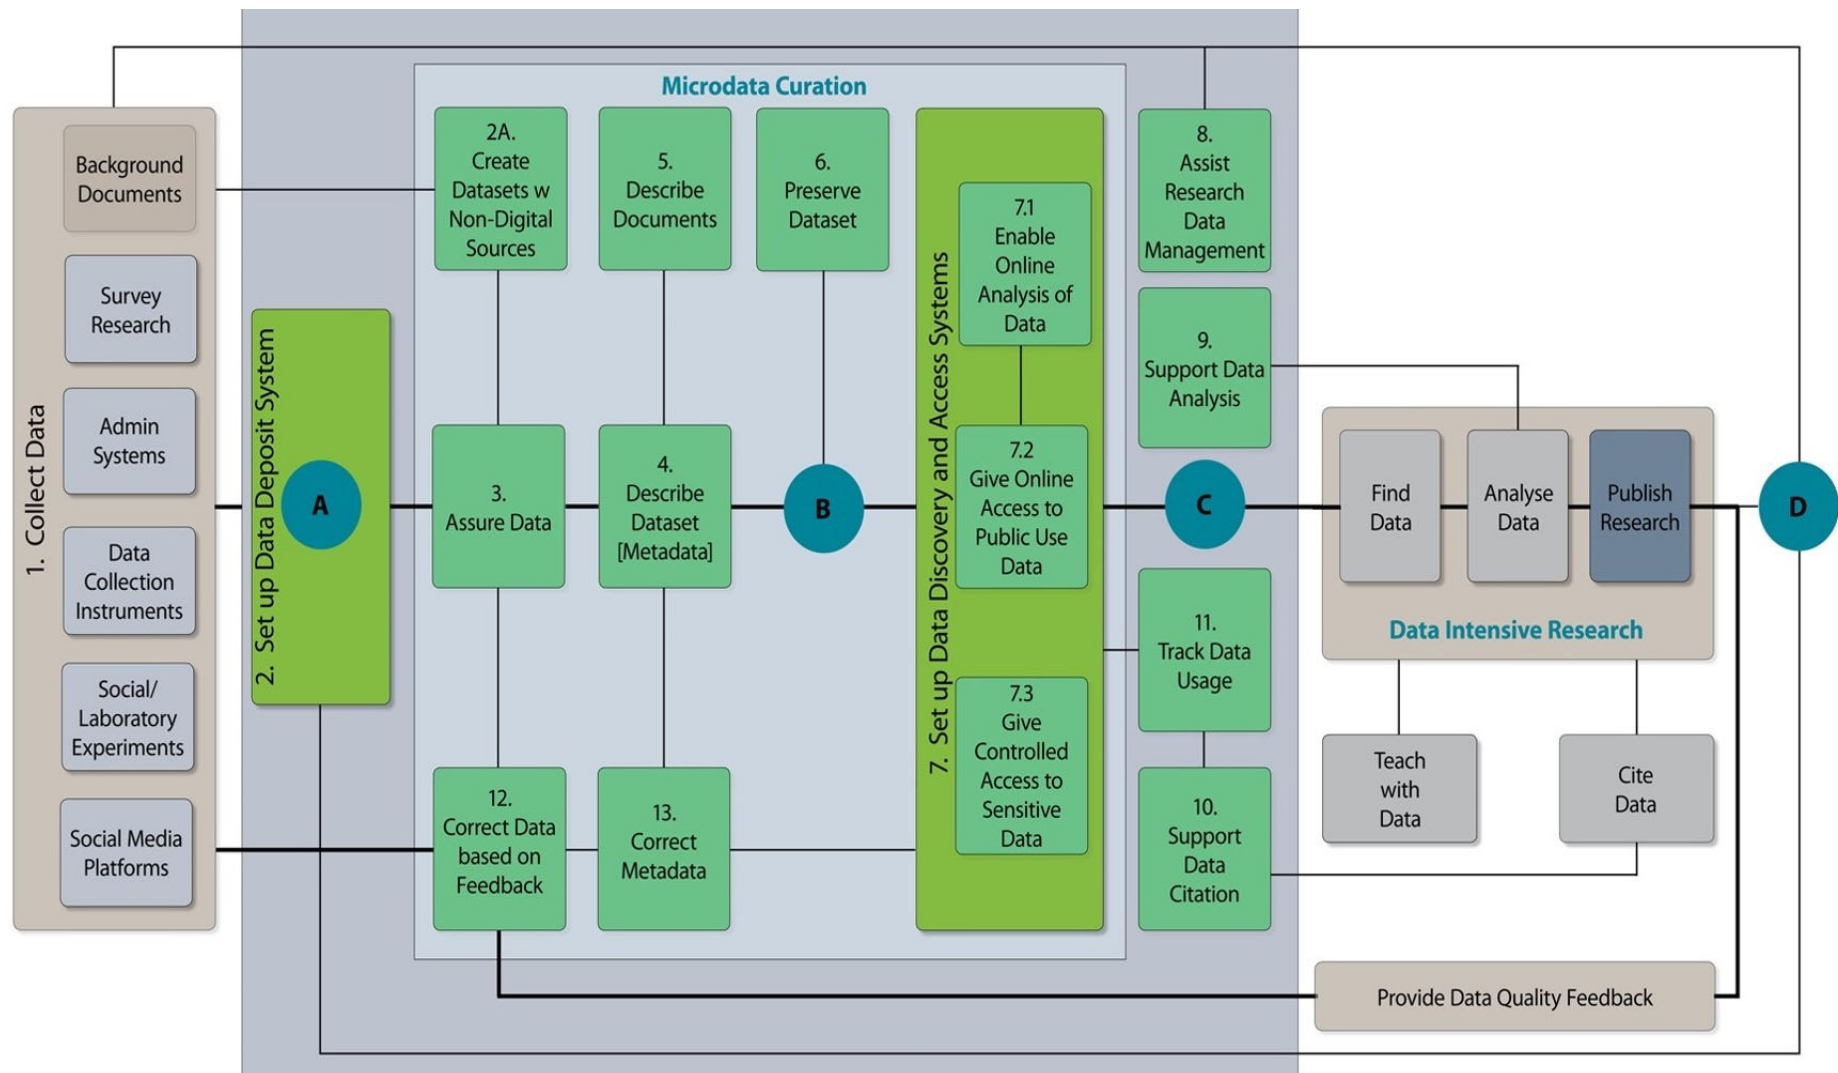 Microdata Curation
1. Collect Data
Background
Documents
Survey
Research
Admin
Systems
Data
Collection
Instruments
Social/
Laboratory
Experiments
Social Media
Platforms
2. Set up Data Deposit System
A
2A.
Create
Datasets w
Non-Digital
Sources
3.
Assure Data
12.
Correct Data
based on
Feedback
5.
Describe
Documents
4.
Describe
Dataset
[Metadata]
13.
Correct
Metadata
6.
Preserve
Dataset
B
7. Set up Data Discovery and Access Systems
7.1
Enable
Online
Analysis of
Data
7.2
Give Online
Access to
Public Use
Data
7.3
Give
Controlled
Access to
Sensitive
Data
8.
Assist
Research
Data
Management
9.
Support Data
Analysis
C
11.
Track Data
Usage
10.
Support
Data
Citation
Find
Data
Analyse
Data
Publish
Research
Data Intensive Research
D
Teach
with
Data
Cite
Data
Provide Data Quality Feedback